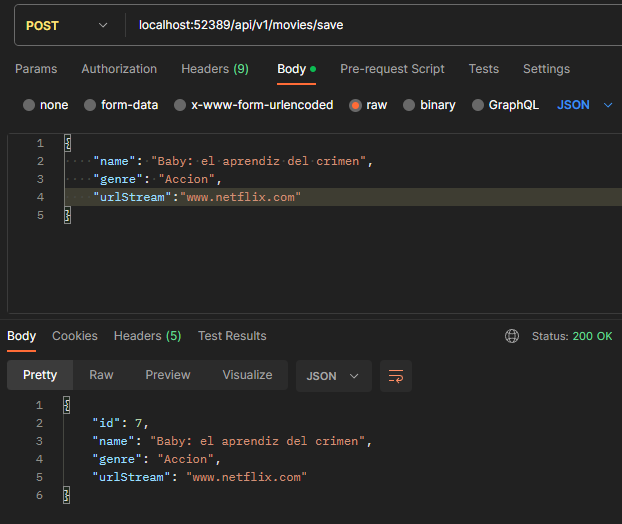 POST localhost:52389/api/v1/movies/save
Params Authorization Headers (9) Body Pre-request Script Tests Settings
none form-data x-www-form-urlencoded raw binary GraphQL JSON
1 {
2 "name": "Baby: el aprendiz del crimen",
3 "genre": "Accion",
4 "urlStream":"www.netflix.com"
5 }
Body Cookies Headers (5) Test Results Status: 200 OK
Pretty Raw Preview Visualize JSON
1 {
2 "id": 7,
3 "name": "Baby: el aprendiz del crimen",
4 "genre": "Accion",
5 "urlStream": "www.netflix.com"
6 }